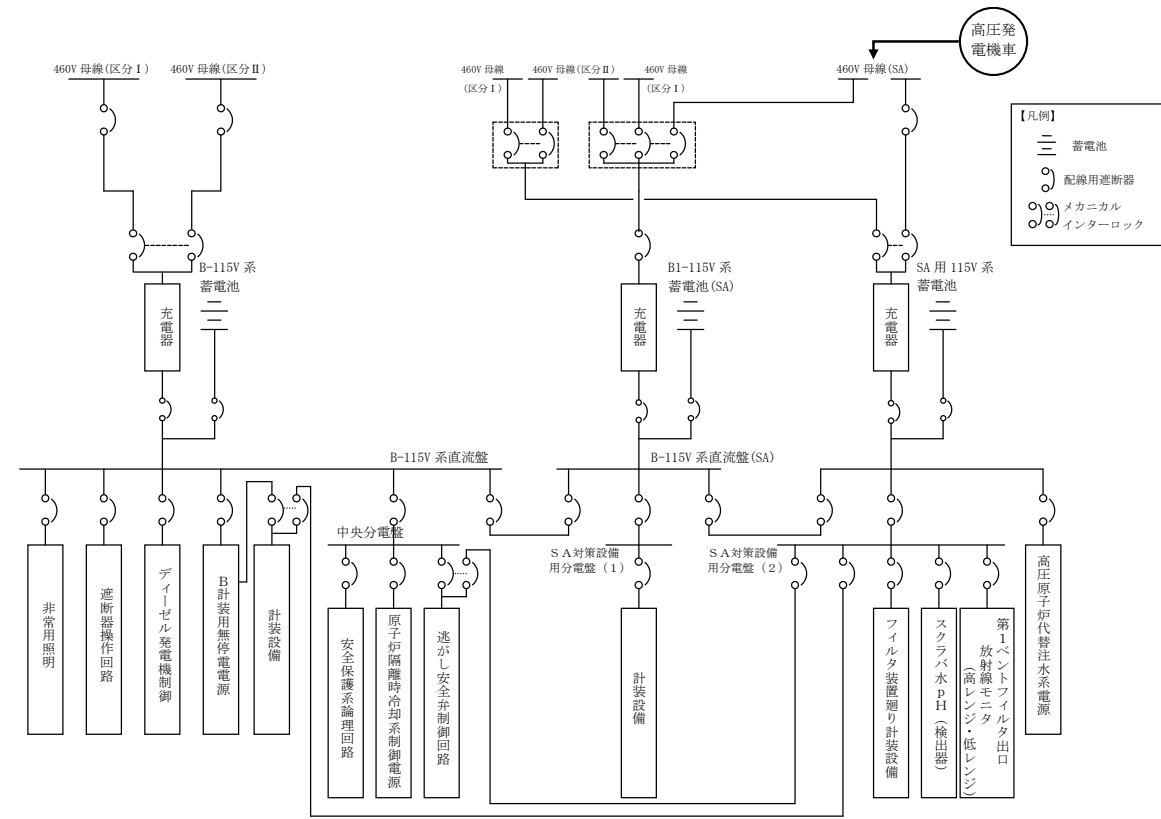 高圧発
電機車
460V 母線(区分Ⅰ)
460V 母線(区分Ⅱ)
460V 母線
(区分Ⅰ)
460V 母線(区分Ⅱ)
460V 母線
(区分Ⅰ)
460V 母線(SA)
【凡例】
蓄電池
配線用遮断器
メカニカル
インターロック
B-115V 系
蓄電池
B1-115V 系
蓄電池(SA)
SA 用 115V 系
蓄電池
充電器
充電器
充電器
B-115V 系直流盤
B-115V 系直流盤(SA)
中央分電盤
SA対策設備
用分電盤(1)
SA対策設備
用分電盤(2)
非常用照明
遮断器操作回路
ディーゼル発電機制御
B計装用無停電電源
計装設備
安全保護系論理回路
原子炉隔離時冷却系制御電源
逃がし安全弁制御回路
計装設備
フィルタ装置廻り計装設備
スクラバ水pH(検出器)
第1ベントフィルタ出口
放射線モニタ
(高レンジ・低レンジ)
高圧原子炉代替注水系電源